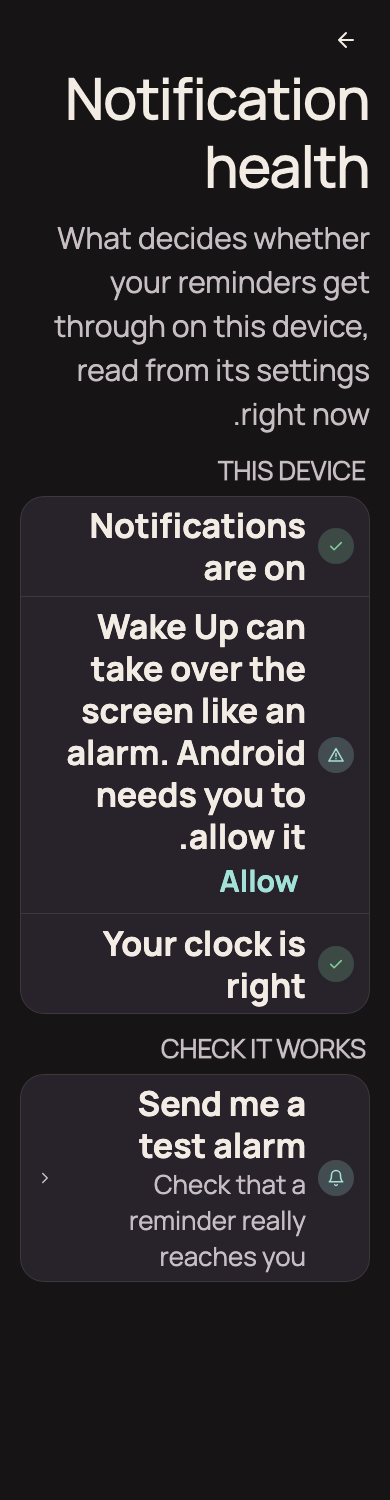 Notification
health
What decides whether
your reminders get
through on this device,
read from its settings
.right now
THIS DEVICE
Notifications
are on
Wake Up can
take over the
screen like an
alarm. Android
needs you to
.allow it
Allow
Your clock is
right
CHECK IT WORKS
Send me a
test alarm
Check that a
reminder really
reaches you